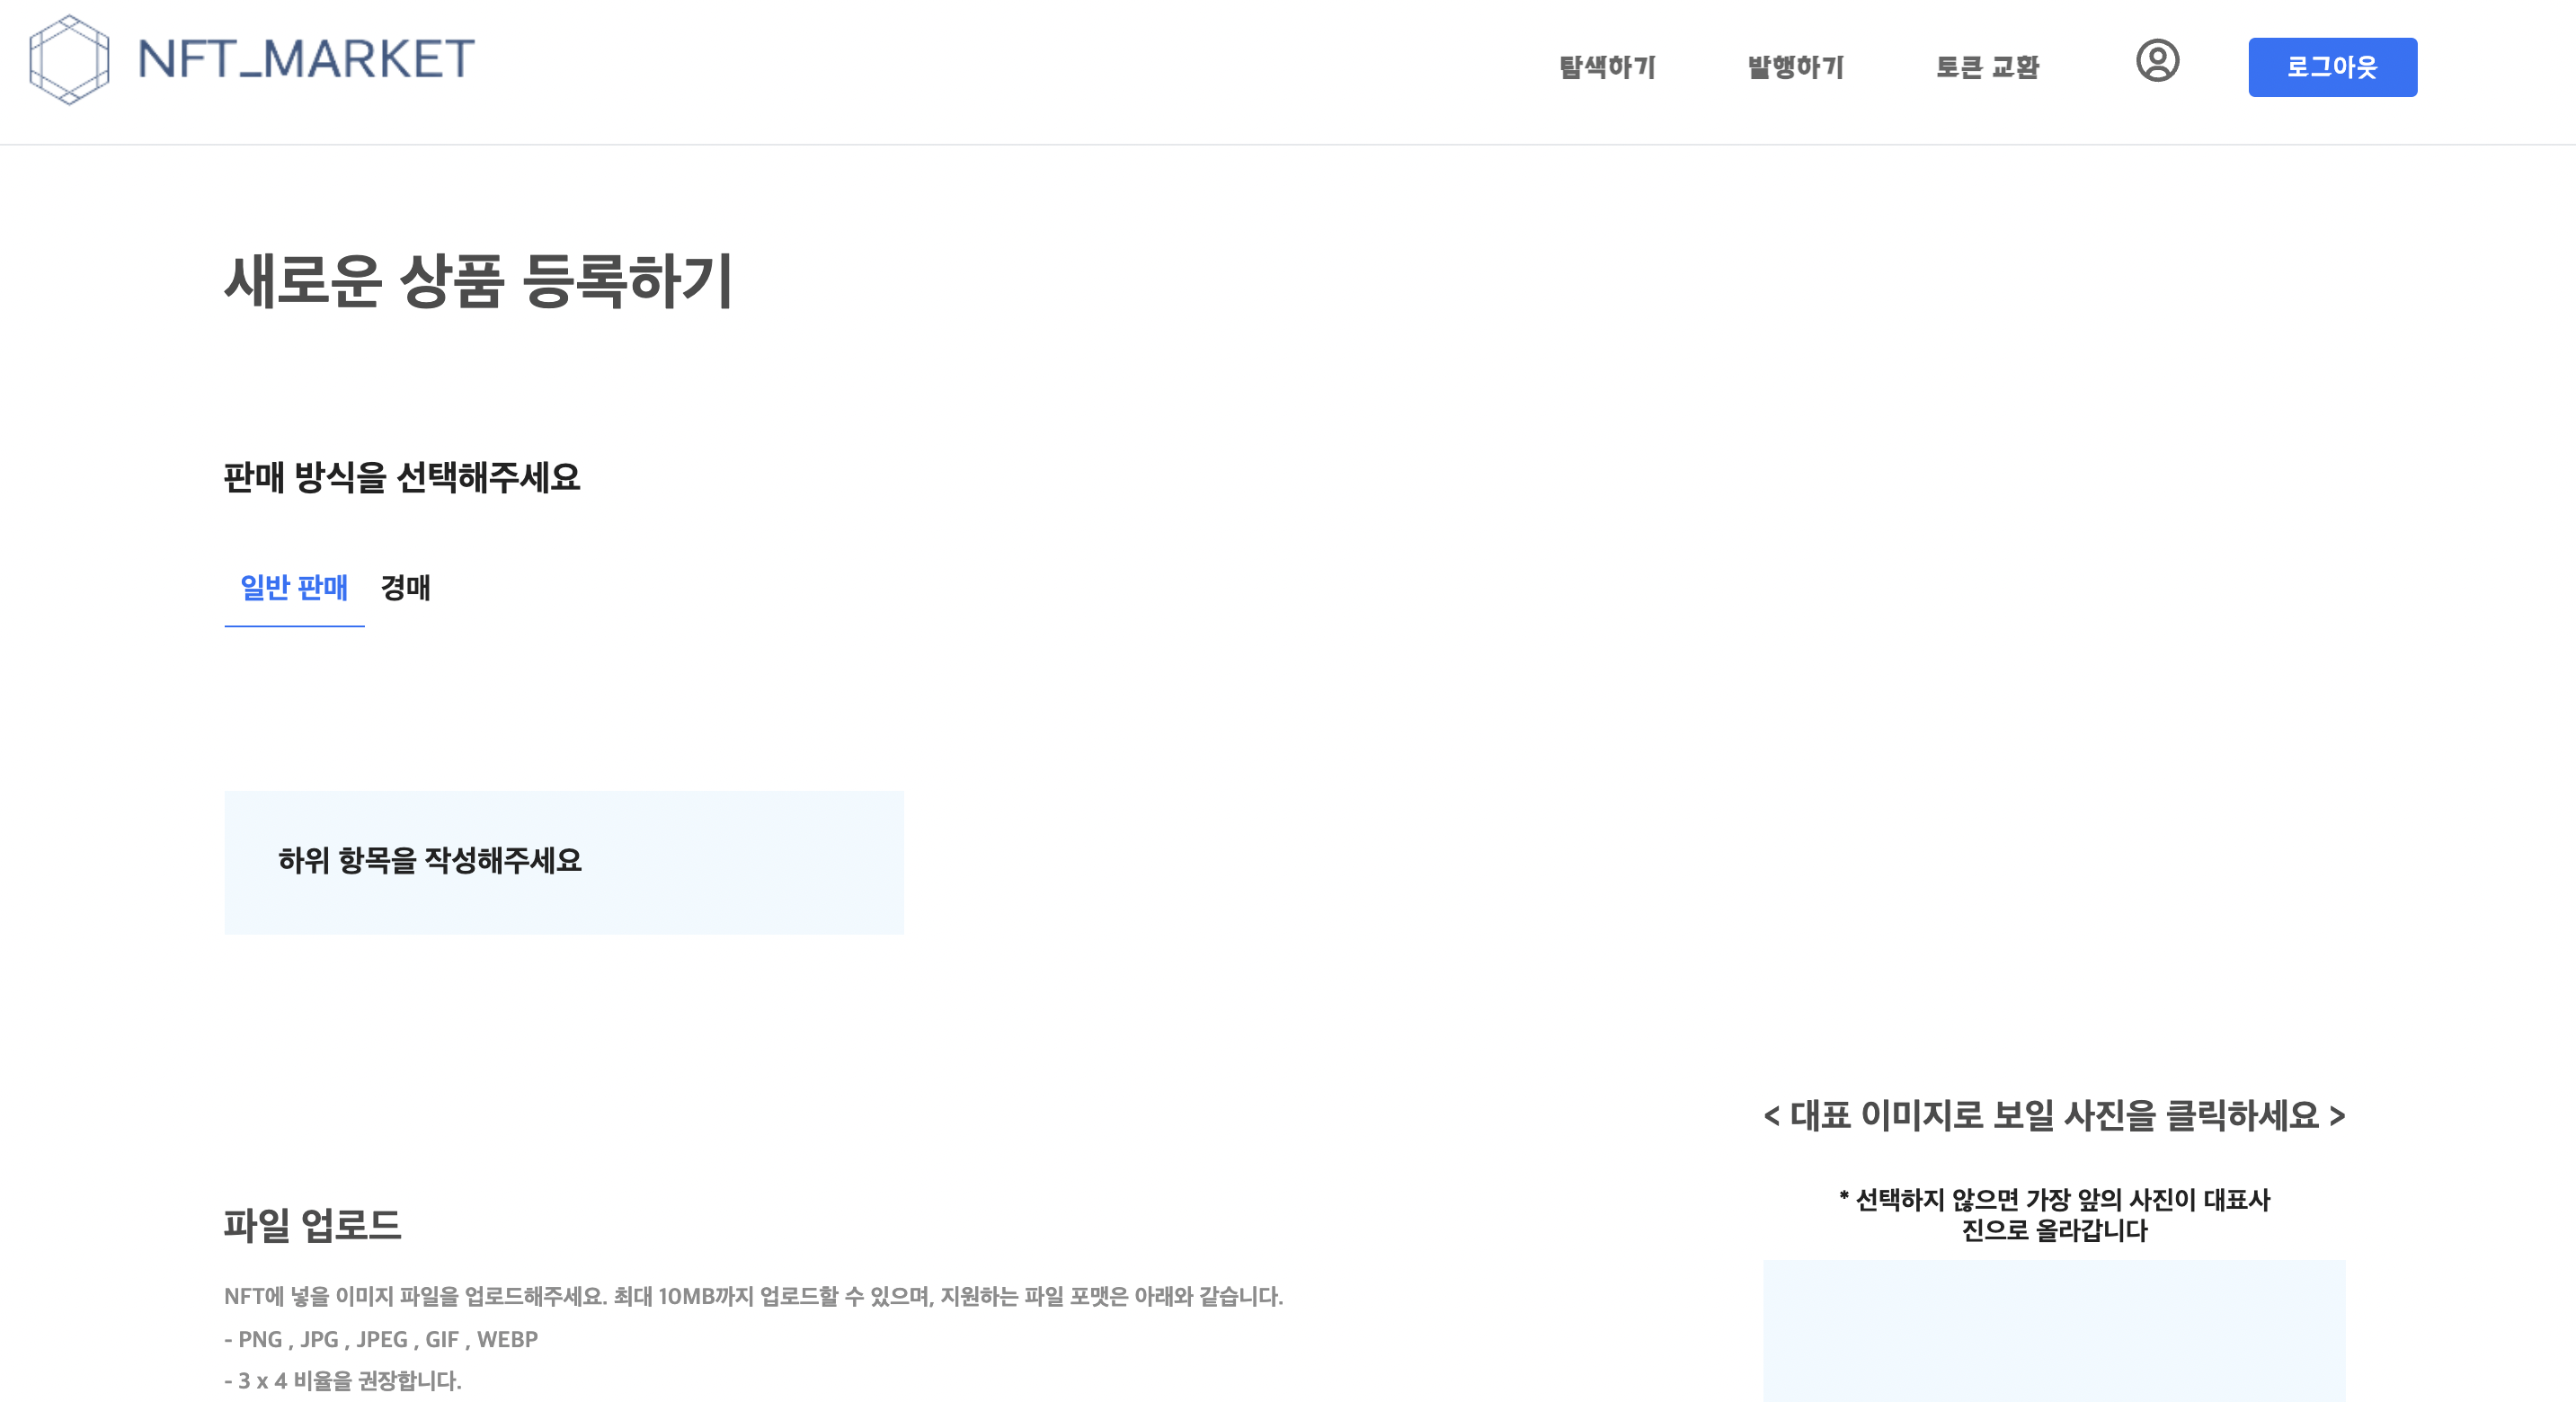 NFT_MARKET
탐색하기
발행하기
토큰 교환
로그아웃
새로운 상품 등록하기
판매 방식을 선택해주세요
일반 판매
경매
하위 항목을 작성해주세요
< 대표 이미지로 보일 사진을 클릭하세요 >
* 선택하지 않으면 가장 앞의 사진이 대표사
진으로 올라갑니다
파일 업로드
NFT에 넣을 이미지 파일을 업로드해주세요. 최대 10MB까지 업로드할 수 있으며, 지원하는 파일 포맷은 아래와 같습니다.
- PNG , JPG , JPEG , GIF , WEBP
- 3 x 4 비율을 권장합니다.